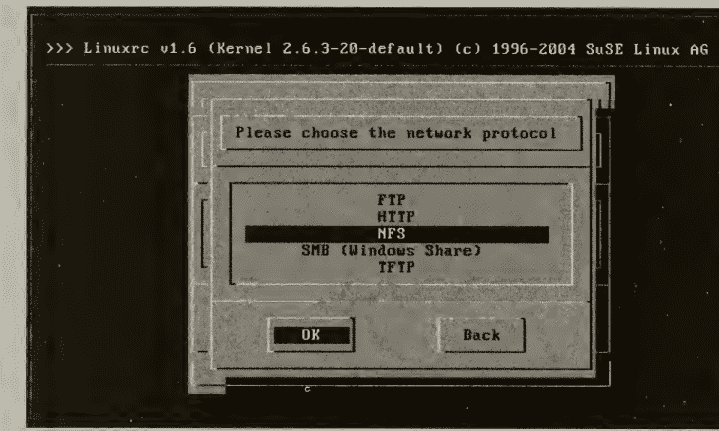 >>> Linuxrc v1.6 (Kernel 2.6.3-20-default) (c) 1996-2004 SuSE Linux AG
Please choose the network protocol
FTP
HTTP
NFS
SMB (Windows Share)
TFTP
OK
Back